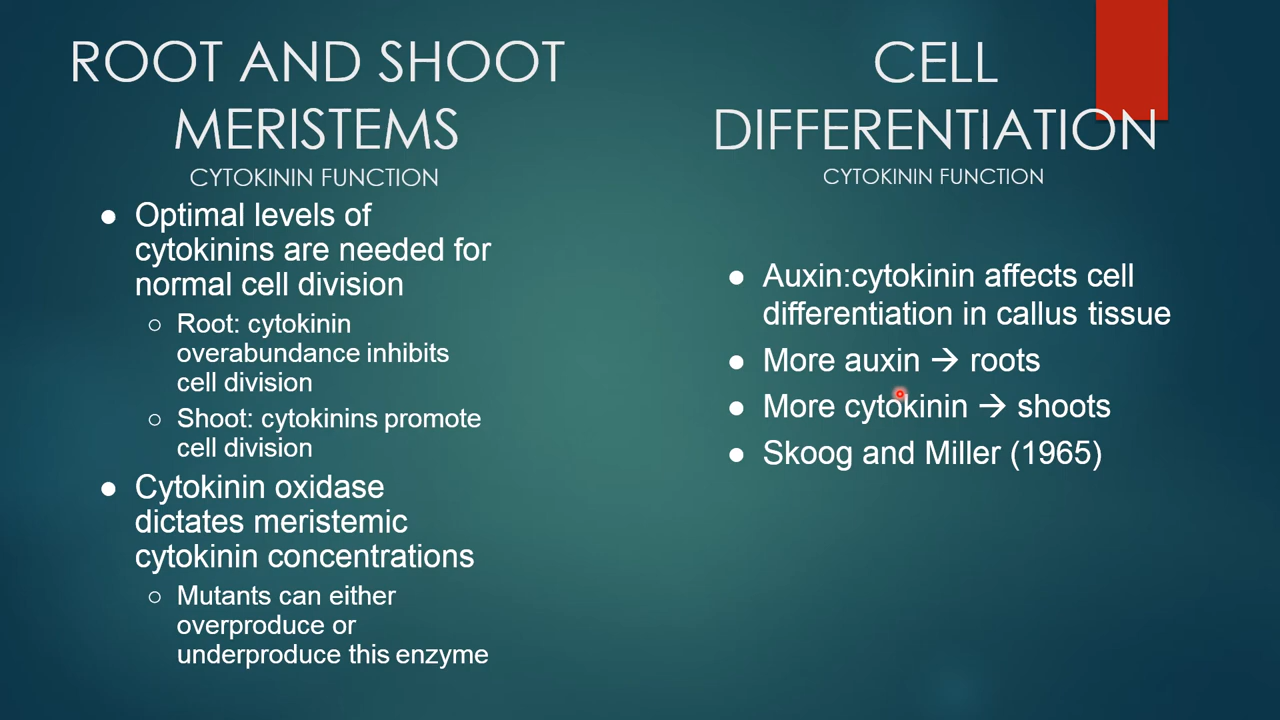 ROOT AND SHOOT
MERISTEMS
CYTOKININ FUNCTION
● Optimal levels of
cytokinins are needed for
normal cell division
○ Root: cytokinin
overabundance inhibits
cell division
○ Shoot: cytokinins promote
cell division
● Cytokinin oxidase
dictates meristemic
cytokinin concentrations
○ Mutants can either
overproduce or
underproduce this enzyme
CELL
DIFFERENTIATION
CYTOKININ FUNCTION
● Auxin:cytokinin affects cell
differentiation in callus tissue
● More auxin → roots
● More cytokinin → shoots
● Skoog and Miller (1965)